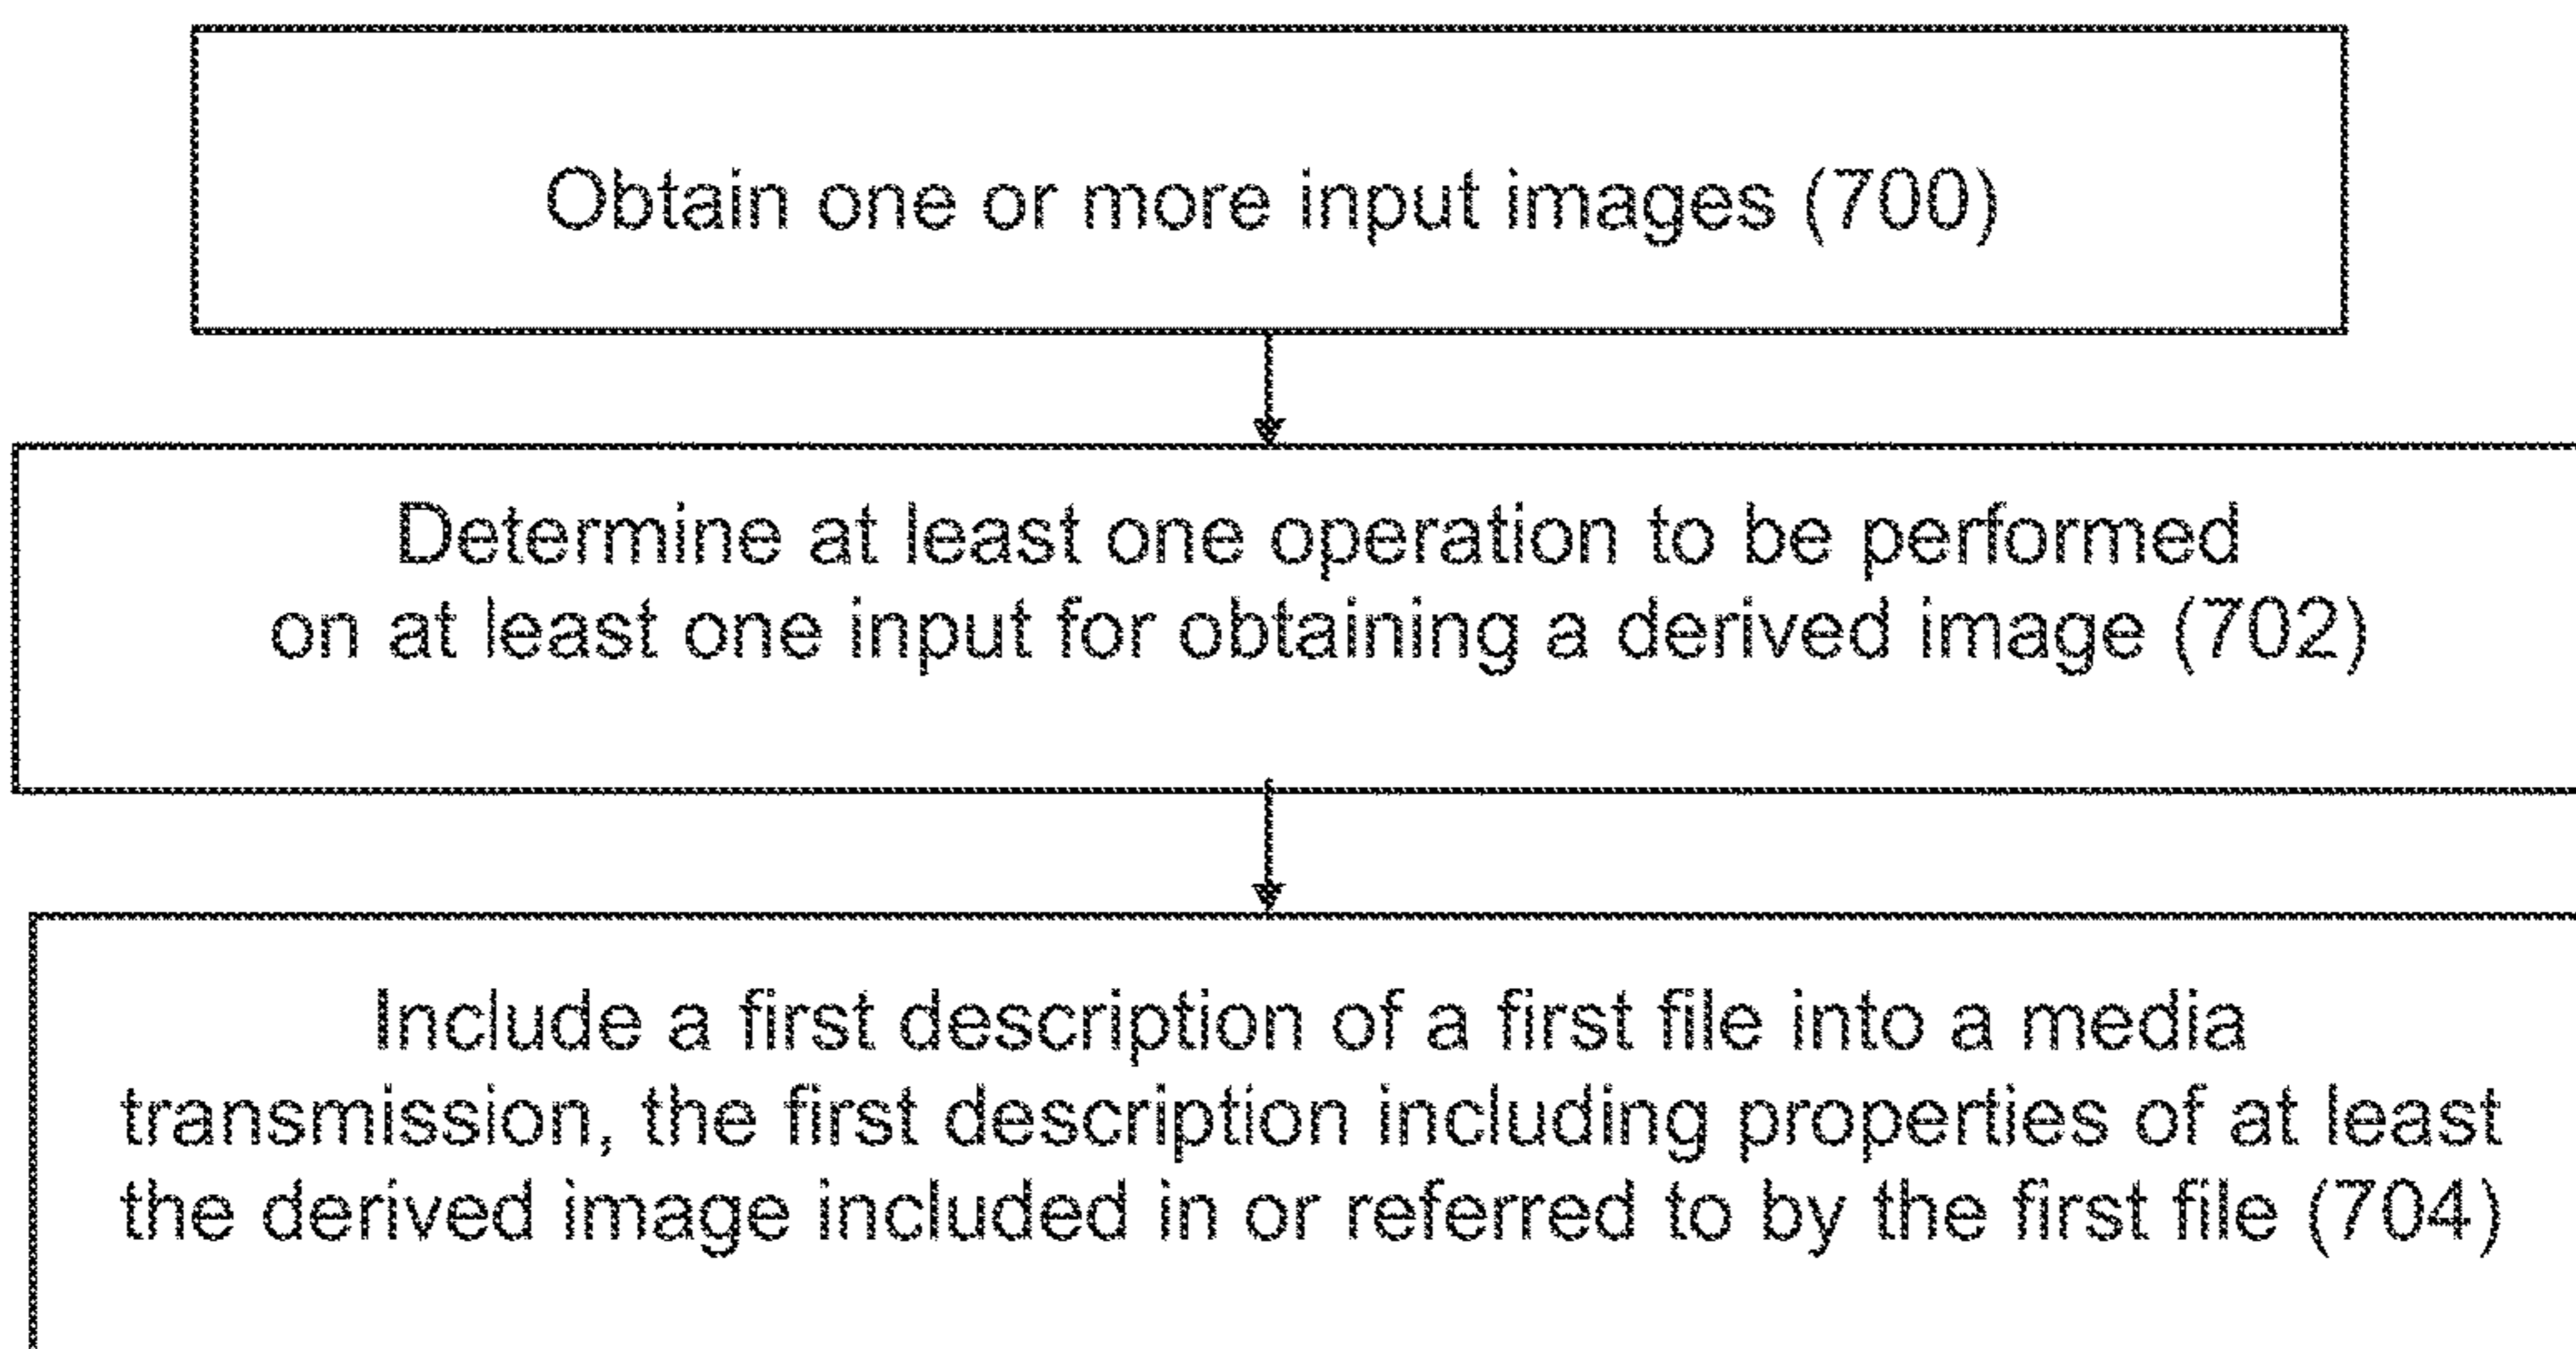 Obtain one or more input images (700)
Determine at least one operation to be performed
on at least one input for obtaining a derived image (702)
Include a first description of a first file into a media
transmission, the first description including properties of at least
the derived image included in or referred to by the first file (704)